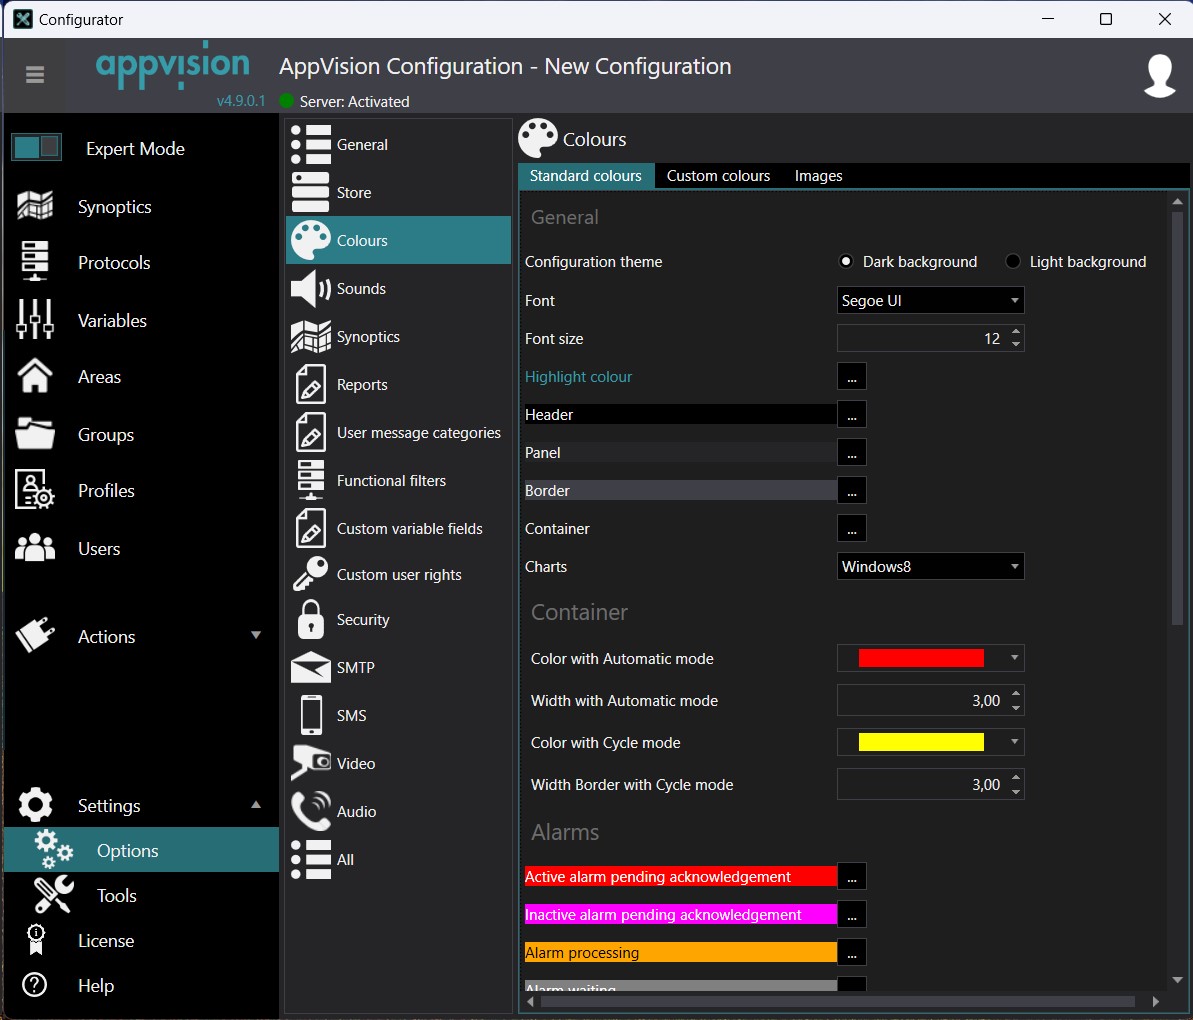 Configurator
appvision
v4.9.0.1
AppVision Configuration - New Configuration
Server: Activated
Expert Mode
Synoptics
Protocols
Variables
Areas
Groups
Profiles
Users
Actions
Settings
Options
Tools
License
Help
General
Store
Colours
Sounds
Synoptics
Reports
User message categories
Functional filters
Custom variable fields
Custom user rights
Security
SMTP
SMS
Video
Audio
All
Colours
Standard colours Custom colours Images
General
Configuration theme Dark background Light background
Font Segoe UI
Font size 12
Highlight colour ...
Header ...
Panel ...
Border ...
Container ...
Charts Windows8
Container
Color with Automatic mode
Width with Automatic mode 3,00
Color with Cycle mode
Width Border with Cycle mode 3,00
Alarms
Active alarm pending acknowledgement ...
Inactive alarm pending acknowledgement ...
Alarm processing ...
Alarm waiting